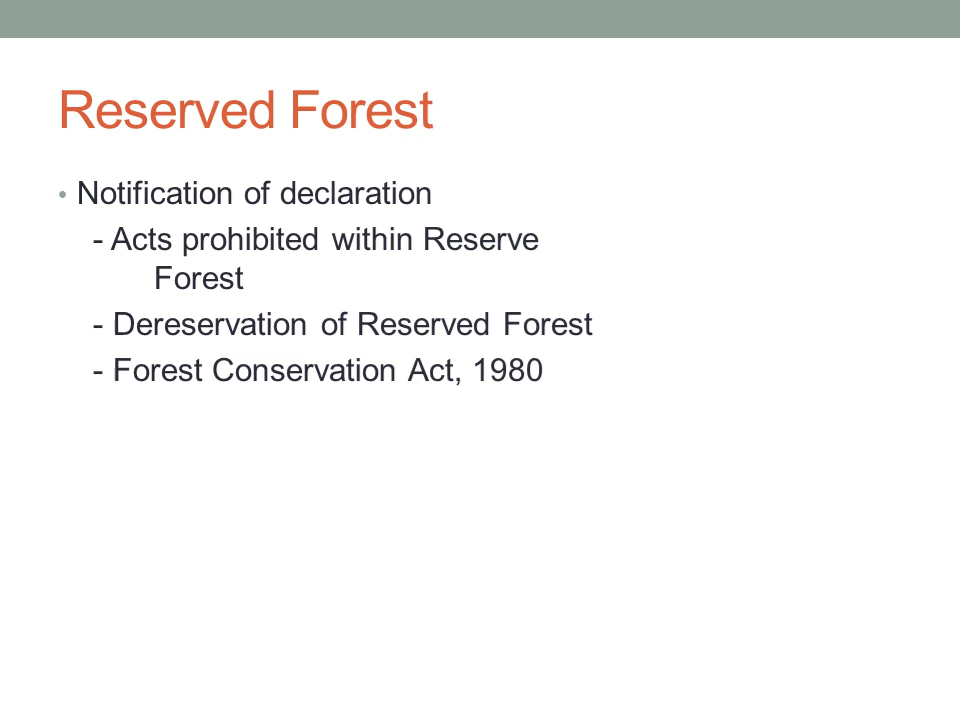 Reserved Forest
• Notification of declaration
- Acts prohibited within Reserve
Forest
- Dereservation of Reserved Forest
- Forest Conservation Act, 1980